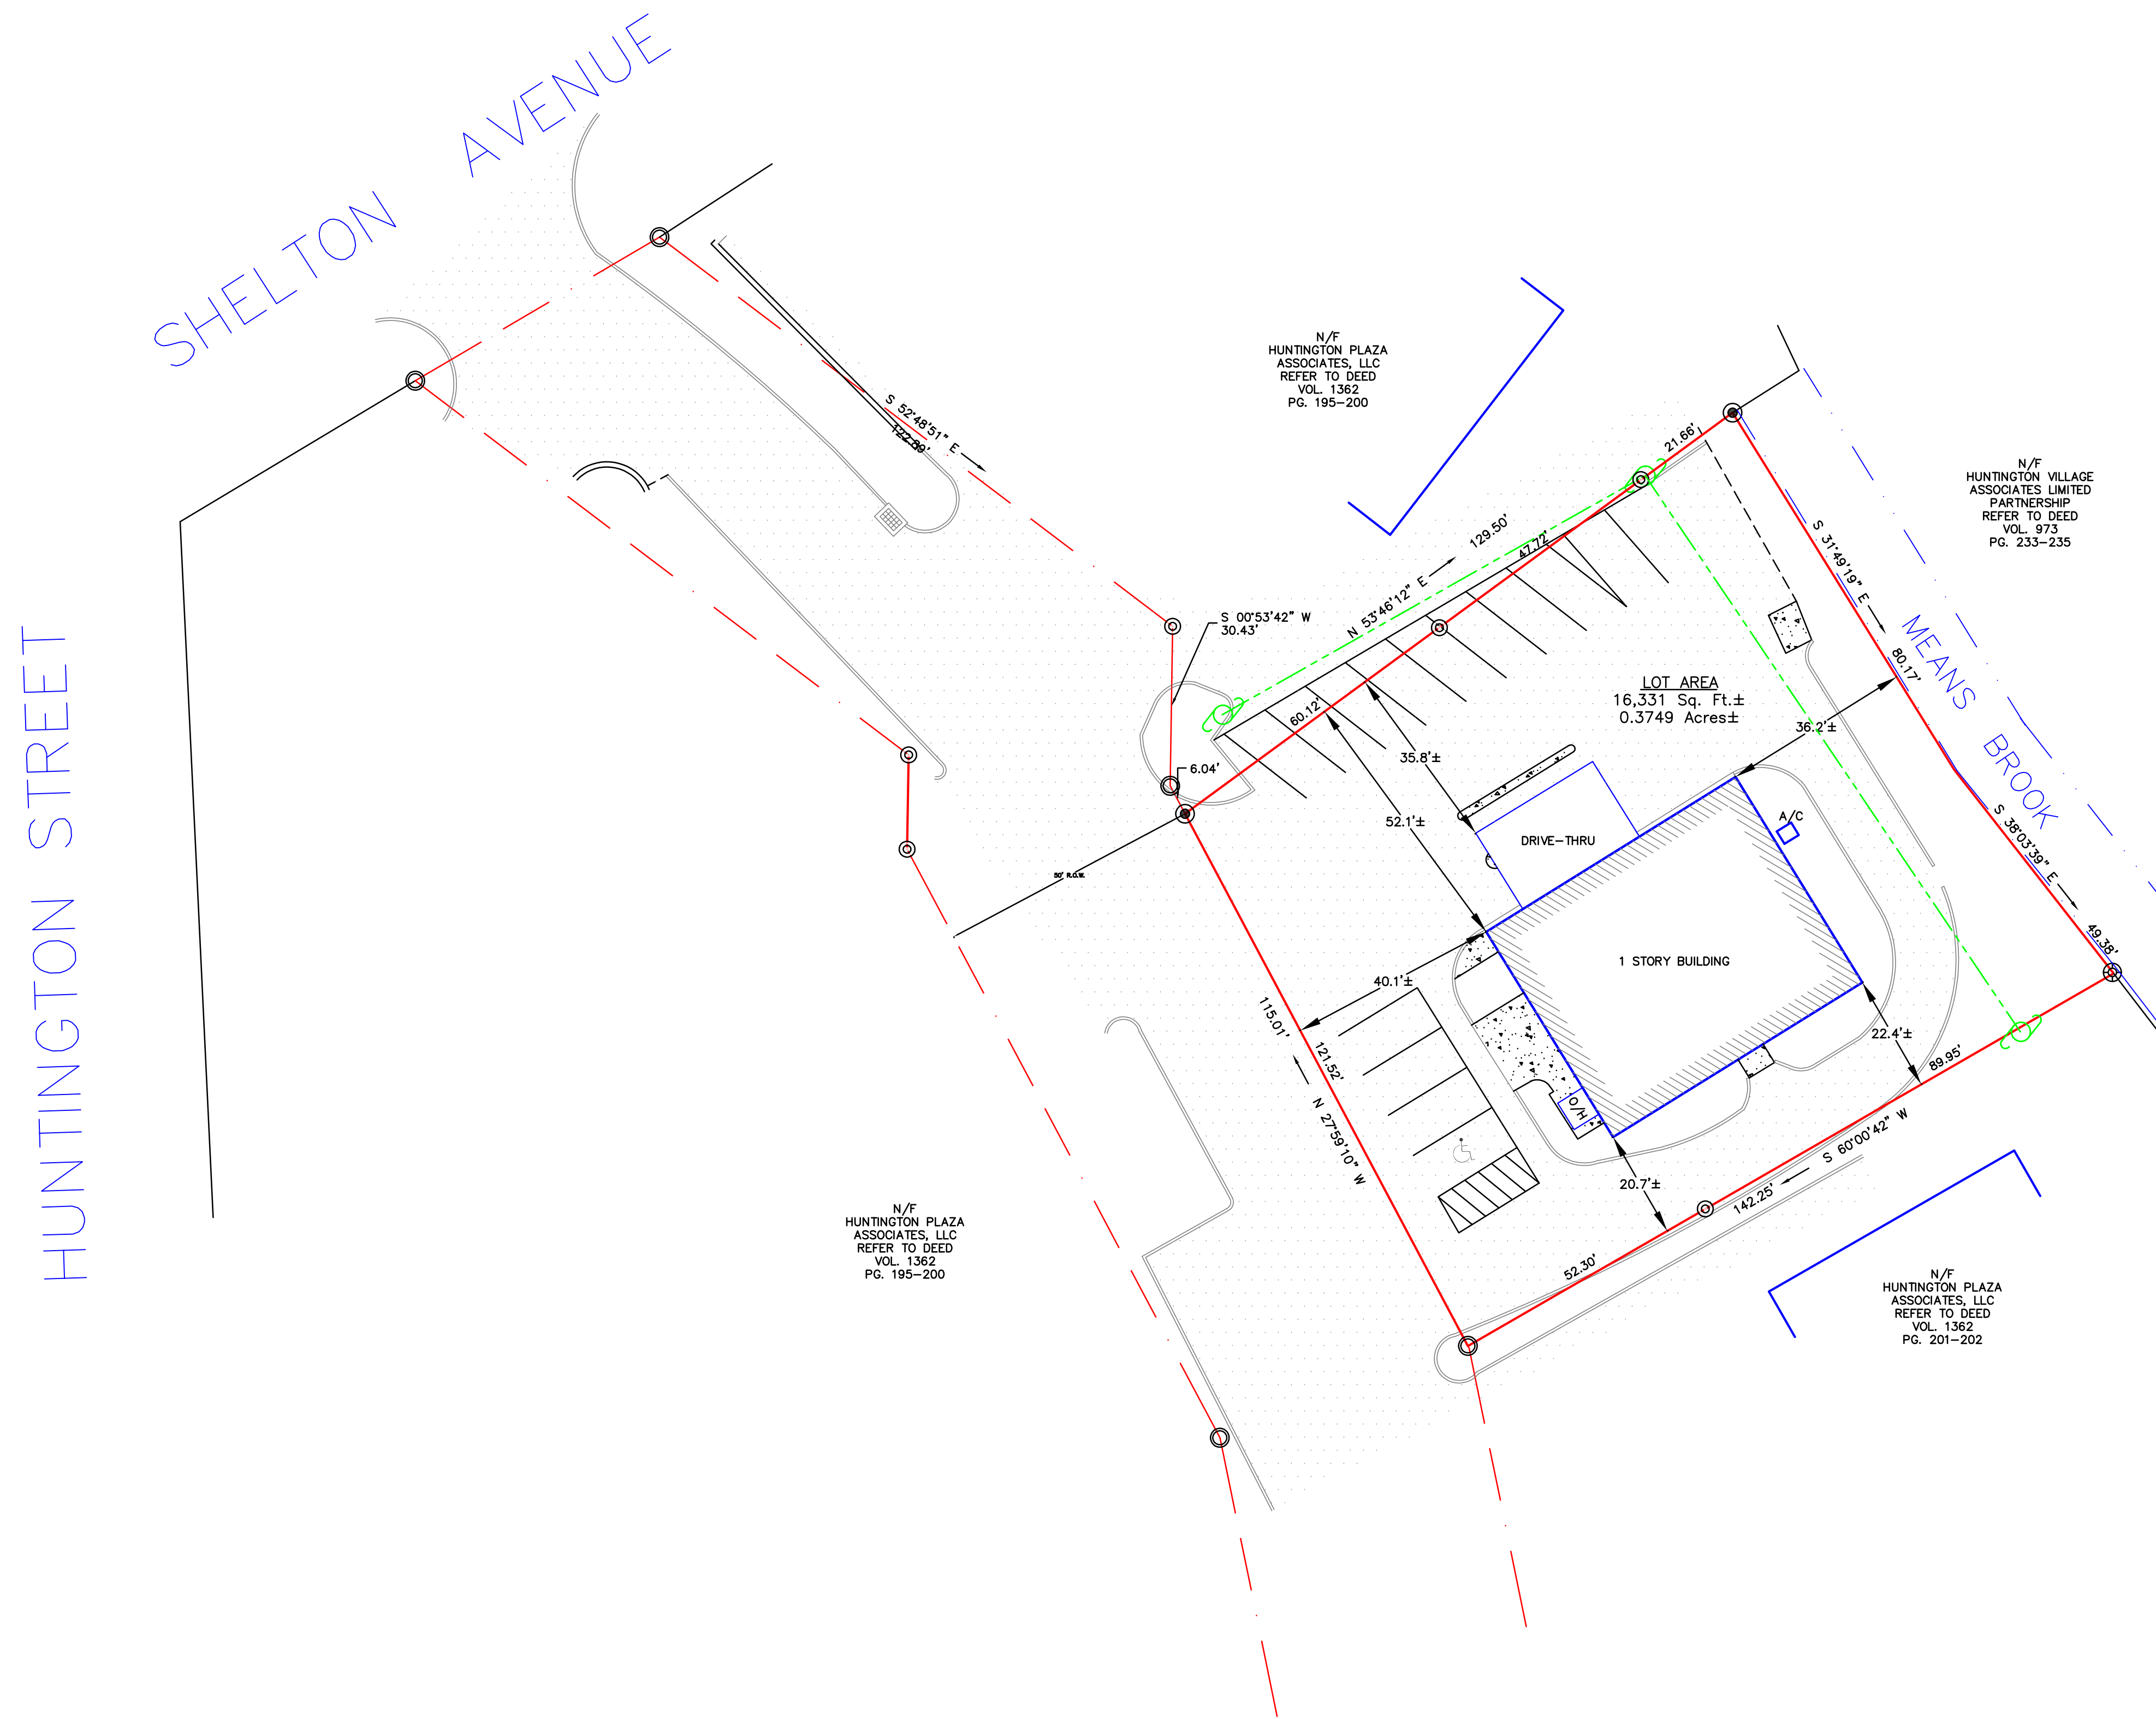 SHELTON AVENUE
HUNTINGTON STREET
S 52°48'51" E
122.89'
N/F
HUNTINGTON PLAZA
ASSOCIATES, LLC
REFER TO DEED
VOL. 1362
PG. 195-200
21.66'
129.50'
47.72'
N 53°46'12" E
60.12'
S 00°53'42" W
30.43'
6.04'
N/F
HUNTINGTON VILLAGE
ASSOCIATES LIMITED
PARTNERSHIP
REFER TO DEED
VOL. 973
PG. 233-235
S 31°49'19" E
80.17'
MEANS BROOK
S 38°03'39" E
49.38'
LOT AREA
16,331 Sq. Ft.±
0.3749 Acres±
36.2'±
35.8'±
52.1'±
DRIVE-THRU
A/C
1 STORY BUILDING
50' R.O.W.
40.1'±
115.01'
121.52'
N 27°59'10" W
O/H
22.4'±
89.95'
S 60°00'42" W
142.25'
20.7'±
52.30'
N/F
HUNTINGTON PLAZA
ASSOCIATES, LLC
REFER TO DEED
VOL. 1362
PG. 195-200
N/F
HUNTINGTON PLAZA
ASSOCIATES, LLC
REFER TO DEED
VOL. 1362
PG. 201-202